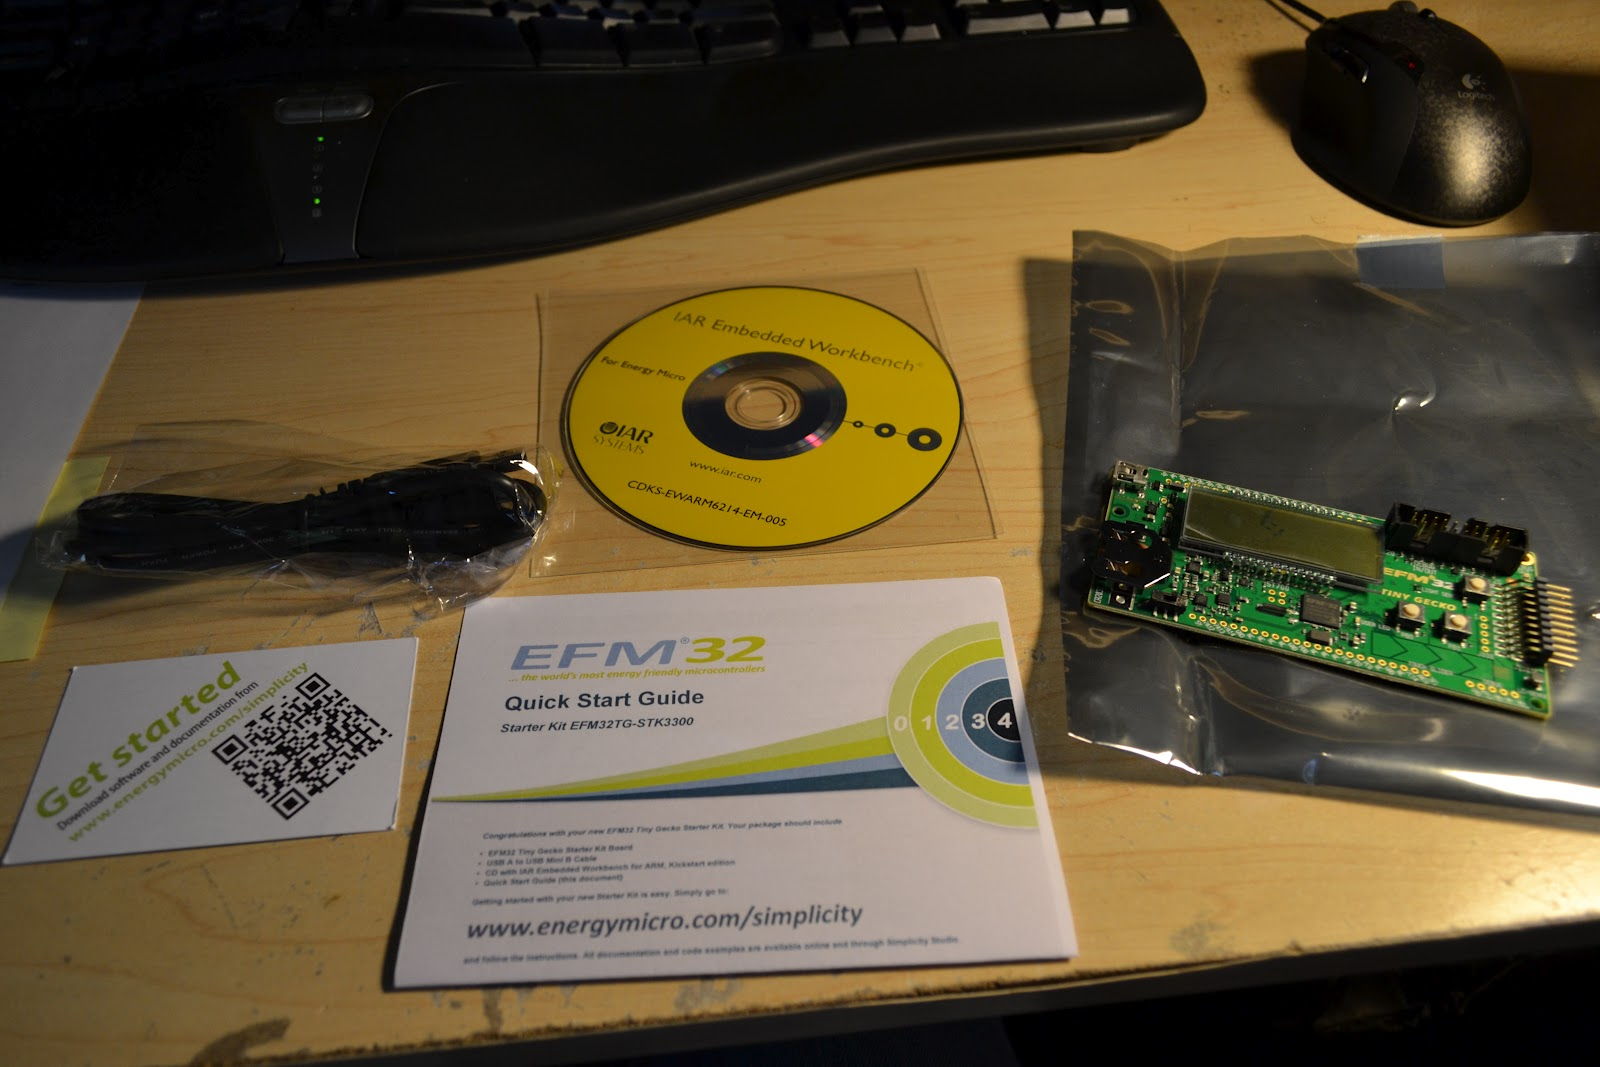 Logitech
IAR Embedded Workbench®
For Energy Micro
IAR
SYSTEMS
www.iar.com
CDKS-EWARM6214-EM-005
EFM32
TINY GECKO
Get started
Download software and documentation from
www.energymicro.com/simplicity
EFM®32
... the world's most energy friendly microcontrollers
Quick Start Guide
Starter Kit EFM32TG-STK3300
0 1 2 3 4
Congratulations with your new EFM32 Tiny Gecko Starter Kit. Your package should include
• EFM32 Tiny Gecko Starter Kit Board
• USB A to USB Mini B Cable
• CD with IAR Embedded Workbench for ARM, Kickstart edition
• Quick Start Guide (this document)
Getting started with your new Starter Kit is easy. Simply go to:
www.energymicro.com/simplicity
and follow the instructions. All documentation and code examples are available online and through Simplicity Studio.